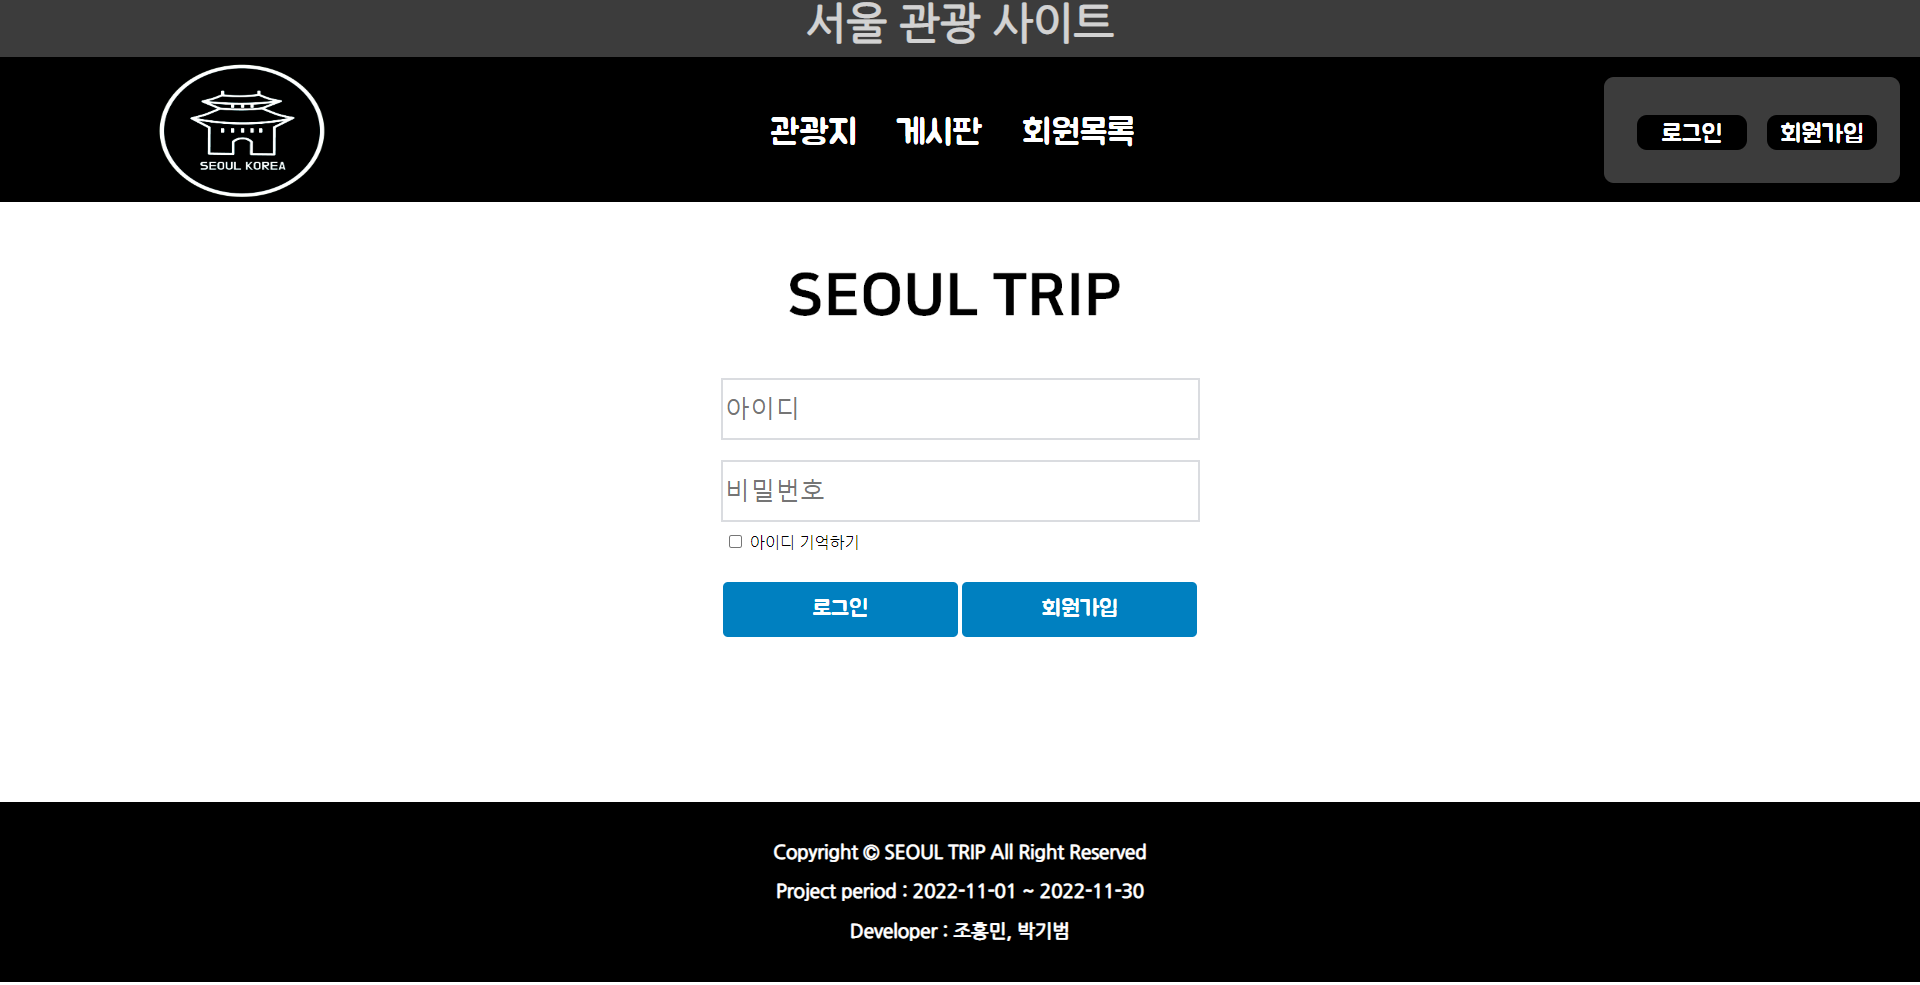 서울 관광 사이트
SEOUL KOREA
관광지 게시판 회원목록
로그인 회원가입
SEOUL TRIP
아이디
비밀번호
아이디 기억하기
로그인 회원가입
Copyright © SEOUL TRIP All Right Reserved
Project period : 2022-11-01 ~ 2022-11-30
Developer : 조홍민, 박기범